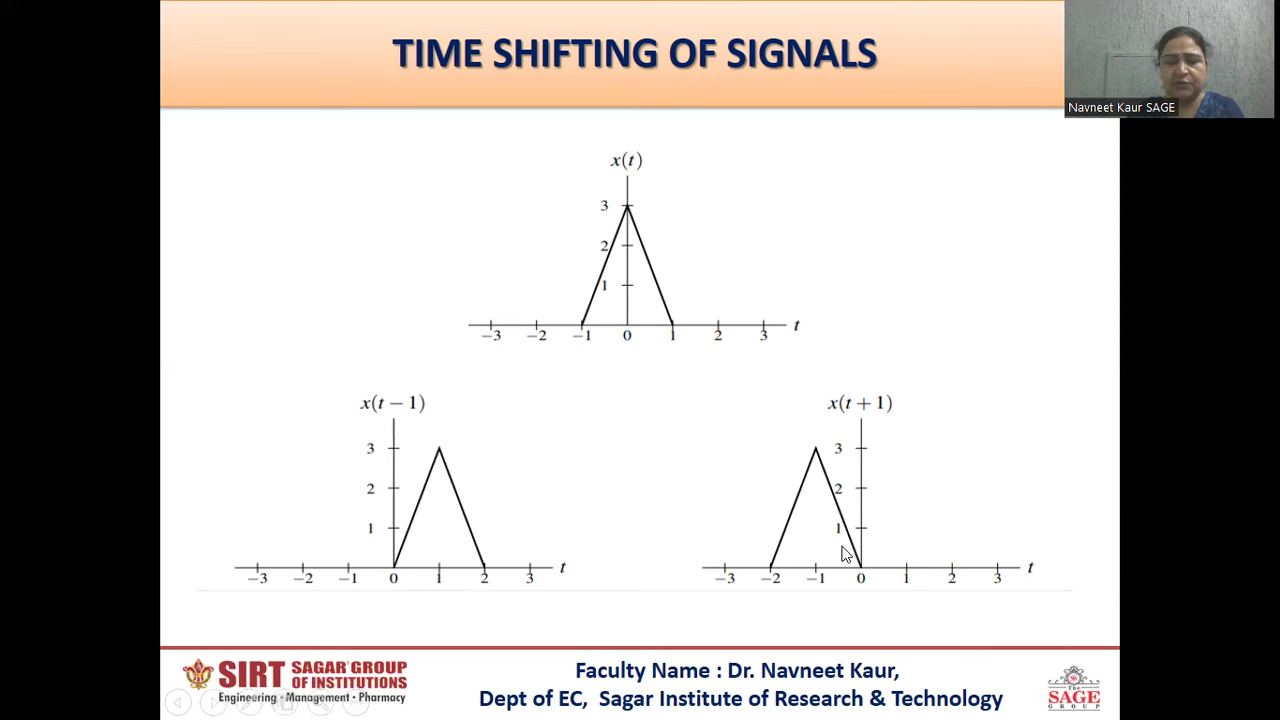 TIME SHIFTING OF SIGNALS
Navneet Kaur SAGE
x(t)
3
2
1
−3 −2 −1 0 1 2 3 t
x(t − 1)
3
2
1
−3 −2 −1 0 1 2 3 t
x(t + 1)
3
2
1
−3 −2 −1 0 1 2 3 t
SIRT SAGAR GROUP
OF INSTITUTIONS
Engineering • Management • Pharmacy
Faculty Name : Dr. Navneet Kaur,
Dept of EC, Sagar Institute of Research & Technology
The
SAGE
GROUP